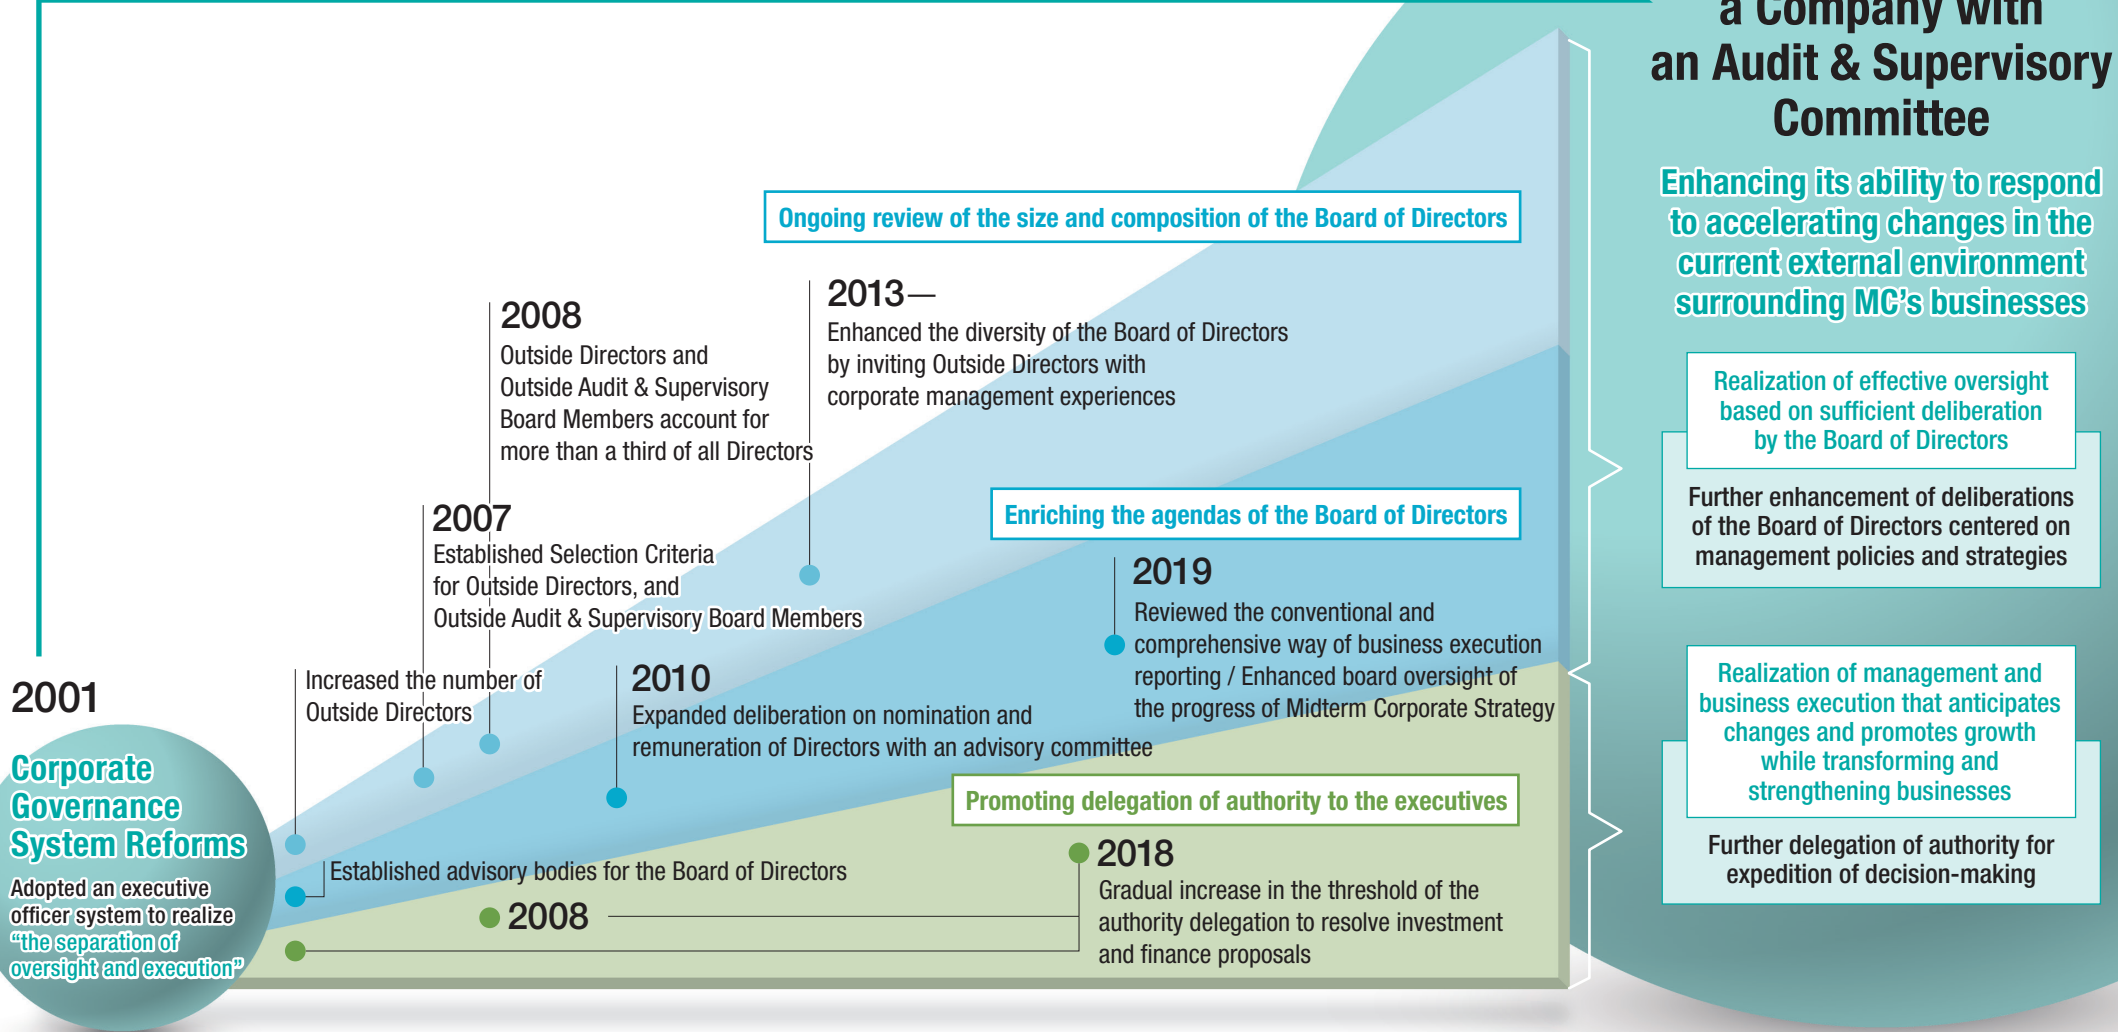 a Company with
an Audit & Supervisory
Committee
Enhancing its ability to respond
to accelerating changes in the
current external environment
surrounding MC's businesses
Ongoing review of the size and composition of the Board of Directors
2013—
Enhanced the diversity of the Board of Directors
by inviting Outside Directors with
corporate management experiences
2008
Outside Directors and
Outside Audit & Supervisory
Board Members account for
more than a third of all Directors
2007
Established Selection Criteria
for Outside Directors, and
Outside Audit & Supervisory Board Members
Increased the number of
Outside Directors
2001
Corporate
Governance
System Reforms
Adopted an executive
officer system to realize
"the separation of
oversight and execution"
Enriching the agendas of the Board of Directors
2019
Reviewed the conventional and
comprehensive way of business execution
reporting / Enhanced board oversight of
the progress of Midterm Corporate Strategy
2010
Expanded deliberation on nomination and
remuneration of Directors with an advisory committee
Established advisory bodies for the Board of Directors
Promoting delegation of authority to the executives
2008
2018
Gradual increase in the threshold of the
authority delegation to resolve investment
and finance proposals
Realization of effective oversight
based on sufficient deliberation
by the Board of Directors
Further enhancement of deliberations
of the Board of Directors centered on
management policies and strategies
Realization of management and
business execution that anticipates
changes and promotes growth
while transforming and
strengthening businesses
Further delegation of authority for
expedition of decision-making